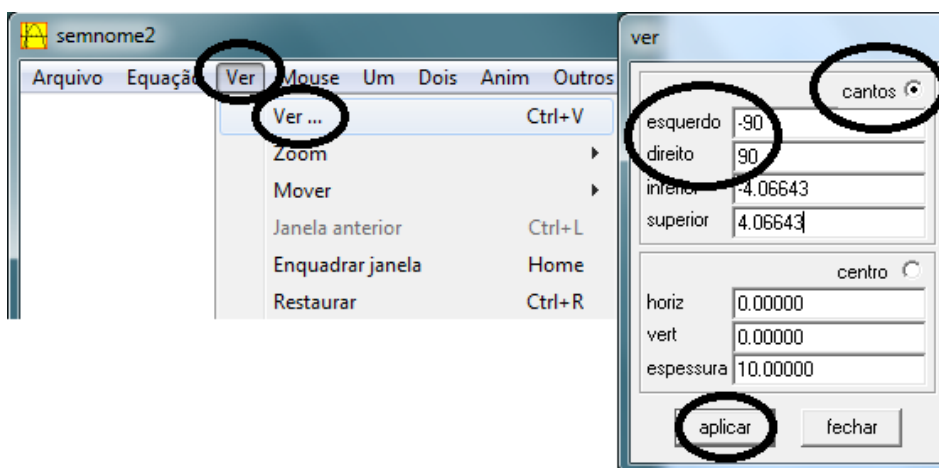 semnome2
Arquivo Equação Ver Mouse Um Dois Anim Outros
Ver ... Ctrl+V
Zoom
Mover
Janela anterior Ctrl+L
Enquadrar janela Home
Restaurar Ctrl+R
ver
cantos
esquerdo -90
direito 90
inferior -4.06643
superior 4.06643
centro
horiz 0.00000
vert 0.00000
espessura 10.00000
aplicar fechar